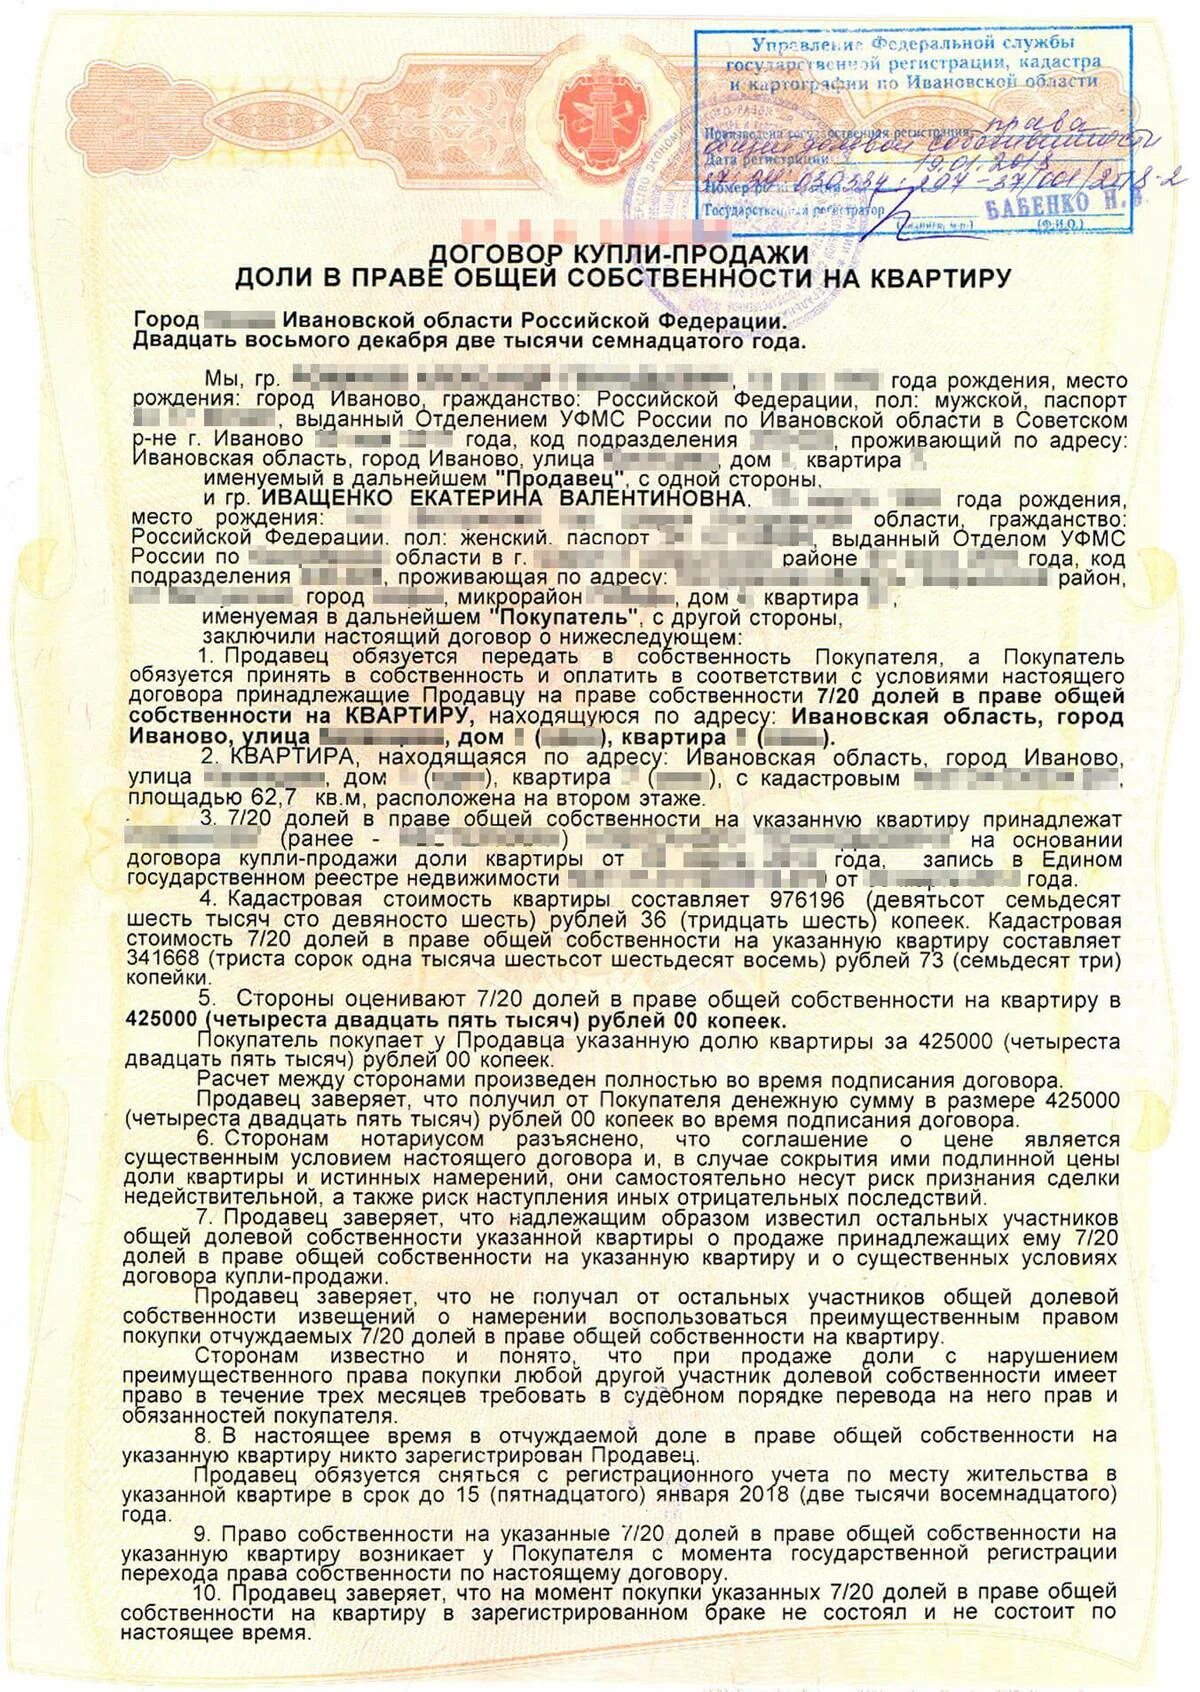 Управление Федеральной службы
государственной регистрации, кадастра
и картографии по Ивановской области
Произведена государственная регистрация права
общей долевой собственности
Дата регистрации 19.01.2018
Номер регистрации
Государственный регистратор
БАБЕНКО Н.
(Ф.И.О.)
ДОГОВОР КУПЛИ-ПРОДАЖИ
ДОЛИ В ПРАВЕ ОБЩЕЙ СОБСТВЕННОСТИ НА КВАРТИРУ
Город Ивановской области Российской Федерации.
Двадцать восьмого декабря две тысячи семнадцатого года.
Мы, гр. , года рождения, место
рождения: город Иваново, гражданство: Российской Федерации, пол: мужской, паспорт
, выданный Отделением УФМС России по Ивановской области в Советском
р-не г. Иваново года, код подразделения , проживающий по адресу:
Ивановская область, город Иваново, улица , дом , квартира
именуемый в дальнейшем "Продавец", с одной стороны,
и гр. ИВАЩЕНКО ЕКАТЕРИНА ВАЛЕНТИНОВНА, года рождения,
место рождения: области, гражданство:
Российской Федерации, пол: женский, паспорт , выданный Отделом УФМС
России по области в г. районе года, код
подразделения , проживающая по адресу: район,
город , микрорайон , дом , квартира ,
именуемая в дальнейшем "Покупатель", с другой стороны,
заключили настоящий договор о нижеследующем:
1. Продавец обязуется передать в собственность Покупателя, а Покупатель
обязуется принять в собственность и оплатить в соответствии с условиями настоящего
договора принадлежащие Продавцу на праве собственности 7/20 долей в праве общей
собственности на КВАРТИРУ, находящуюся по адресу: Ивановская область, город
Иваново, улица , дом ( ), квартира ( ).
2. КВАРТИРА, находящаяся по адресу: Ивановская область, город Иваново,
улица , дом ( ), квартира ( ), с кадастровым ,
площадью 62,7 кв.м, расположена на втором этаже.
3. 7/20 долей в праве общей собственности на указанную квартиру принадлежат
(ранее - ) на основании
договора купли-продажи доли квартиры от года, запись в Едином
государственном реестре недвижимости от года.
4. Кадастровая стоимость квартиры составляет 976196 (девятьсот семьдесят
шесть тысяч сто девяносто шесть) рублей 36 (тридцать шесть) копеек. Кадастровая
стоимость 7/20 долей в праве общей собственности на указанную квартиру составляет
341668 (триста сорок одна тысяча шестьсот шестьдесят восемь) рублей 73 (семьдесят три)
копейки.
5. Стороны оценивают 7/20 долей в праве общей собственности на квартиру в
425000 (четыреста двадцать пять тысяч) рублей 00 копеек.
Покупатель покупает у Продавца указанную долю квартиры за 425000 (четыреста
двадцать пять тысяч) рублей 00 копеек.
Расчет между сторонами произведен полностью во время подписания договора.
Продавец заверяет, что получил от Покупателя денежную сумму в размере 425000
(четыреста двадцать пять тысяч) рублей 00 копеек во время подписания договора.
6. Сторонам нотариусом разъяснено, что соглашение о цене является
существенным условием настоящего договора и, в случае сокрытия ими подлинной цены
доли квартиры и истинных намерений, они самостоятельно несут риск признания сделки
недействительной, а также риск наступления иных отрицательных последствий.
7. Продавец заверяет, что надлежащим образом известил остальных участников
общей долевой собственности указанной квартиры о продаже принадлежащих ему 7/20
долей в праве общей собственности на указанную квартиру и о существенных условиях
договора купли-продажи.
Продавец заверяет, что не получал от остальных участников общей долевой
собственности извещений о намерении воспользоваться преимущественным правом
покупки отчуждаемых 7/20 долей в праве общей собственности на квартиру.
Сторонам известно и понято, что при продаже доли с нарушением
преимущественного права покупки любой другой участник долевой собственности имеет
право в течение трех месяцев требовать в судебном порядке перевода на него прав и
обязанностей покупателя.
8. В настоящее время в отчуждаемой доле в праве общей собственности на
указанную квартиру никто зарегистрирован Продавец.
Продавец обязуется сняться с регистрационного учета по месту жительства в
указанной квартире в срок до 15 (пятнадцатого) января 2018 (две тысячи восемнадцатого)
года.
9. Право собственности на указанные 7/20 долей в праве общей собственности на
указанную квартиру возникает у Покупателя с момента государственной регистрации
перехода права собственности по настоящему договору.
10. Продавец заверяет, что на момент покупки указанных 7/20 долей в праве общей
собственности на квартиру в зарегистрированном браке не состоял и не состоит по
настоящее время.